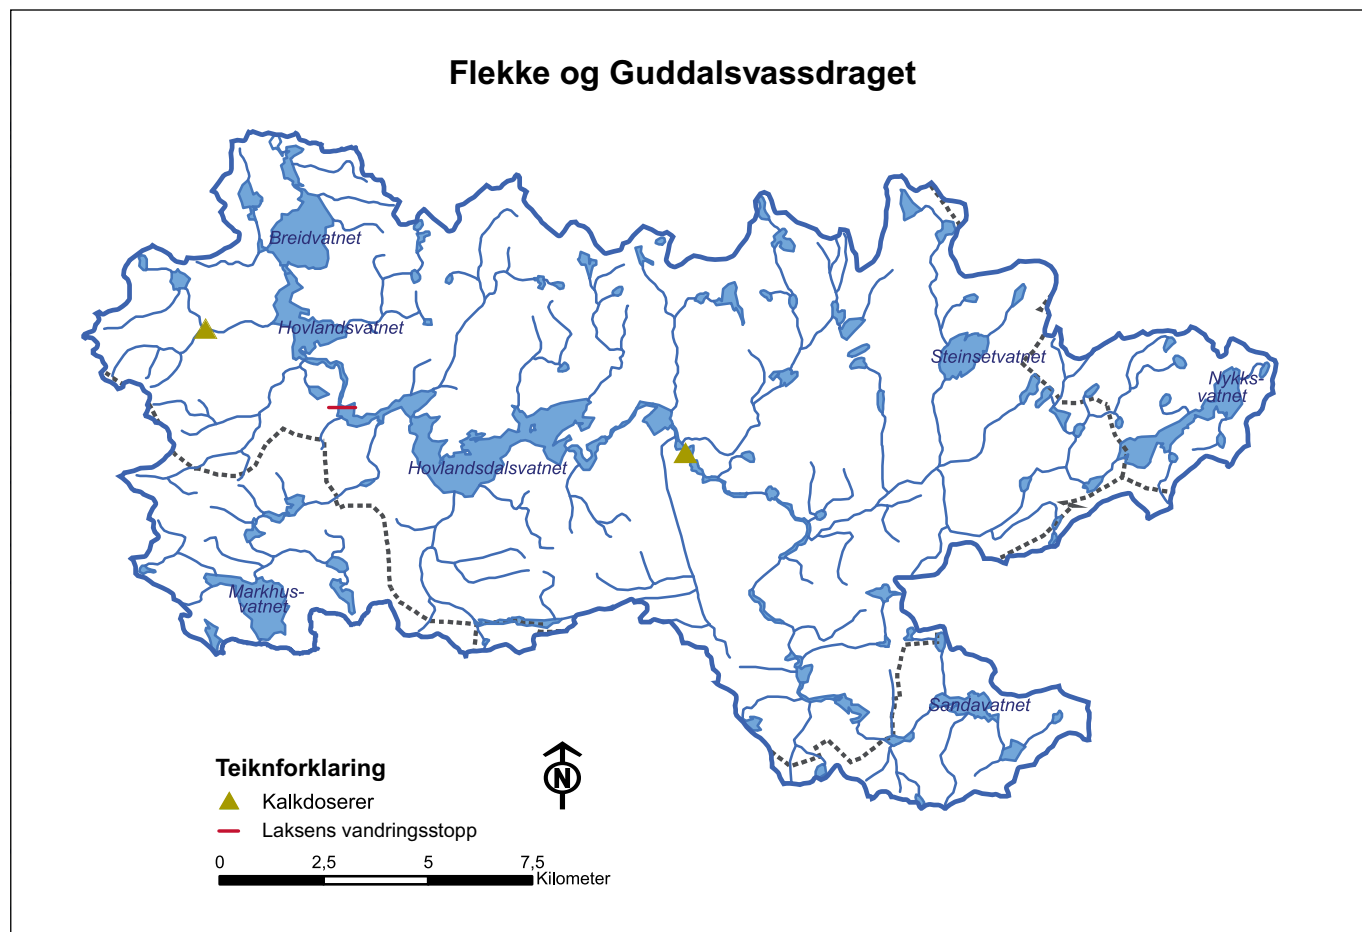 Flekke og Guddalsvassdraget
Breidvatnet
Hovlandsvatnet
Steinsetvatnet
Nykks-
vatnet
Hovlandsdalsvatnet
Markhus-
vatnet
Sandavatnet
Teiknforklaring
Kalkdoserer
Laksens vandringsstopp
0 2,5 5 7,5
Kilometer
N